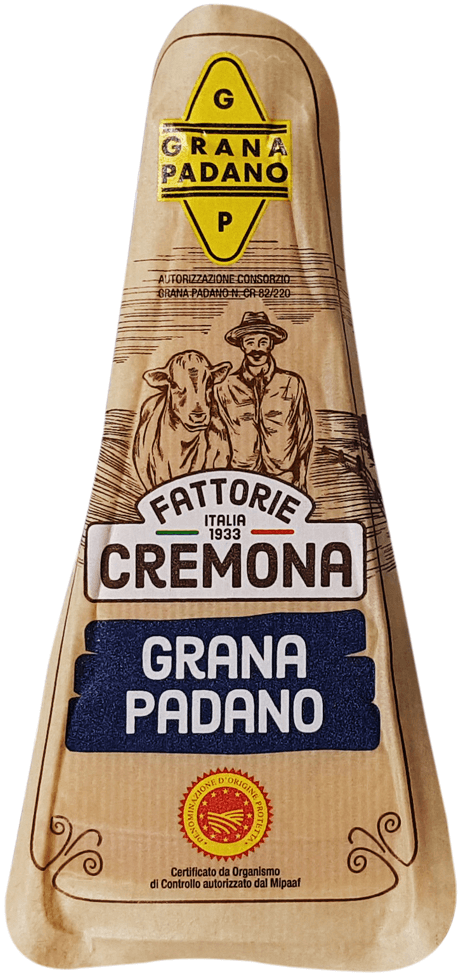 G
GRANA
PADANO
P
AUTORIZZAZIONE CONSORZIO
GRANA PADANO N. CR 82/220
FATTORIE
ITALIA
1933
CREMONA
GRANA
PADANO
DENOMINAZIONE D'ORIGINE PROTETTA
Certificato da Organismo
di Controllo autorizzato dal Mipaaf